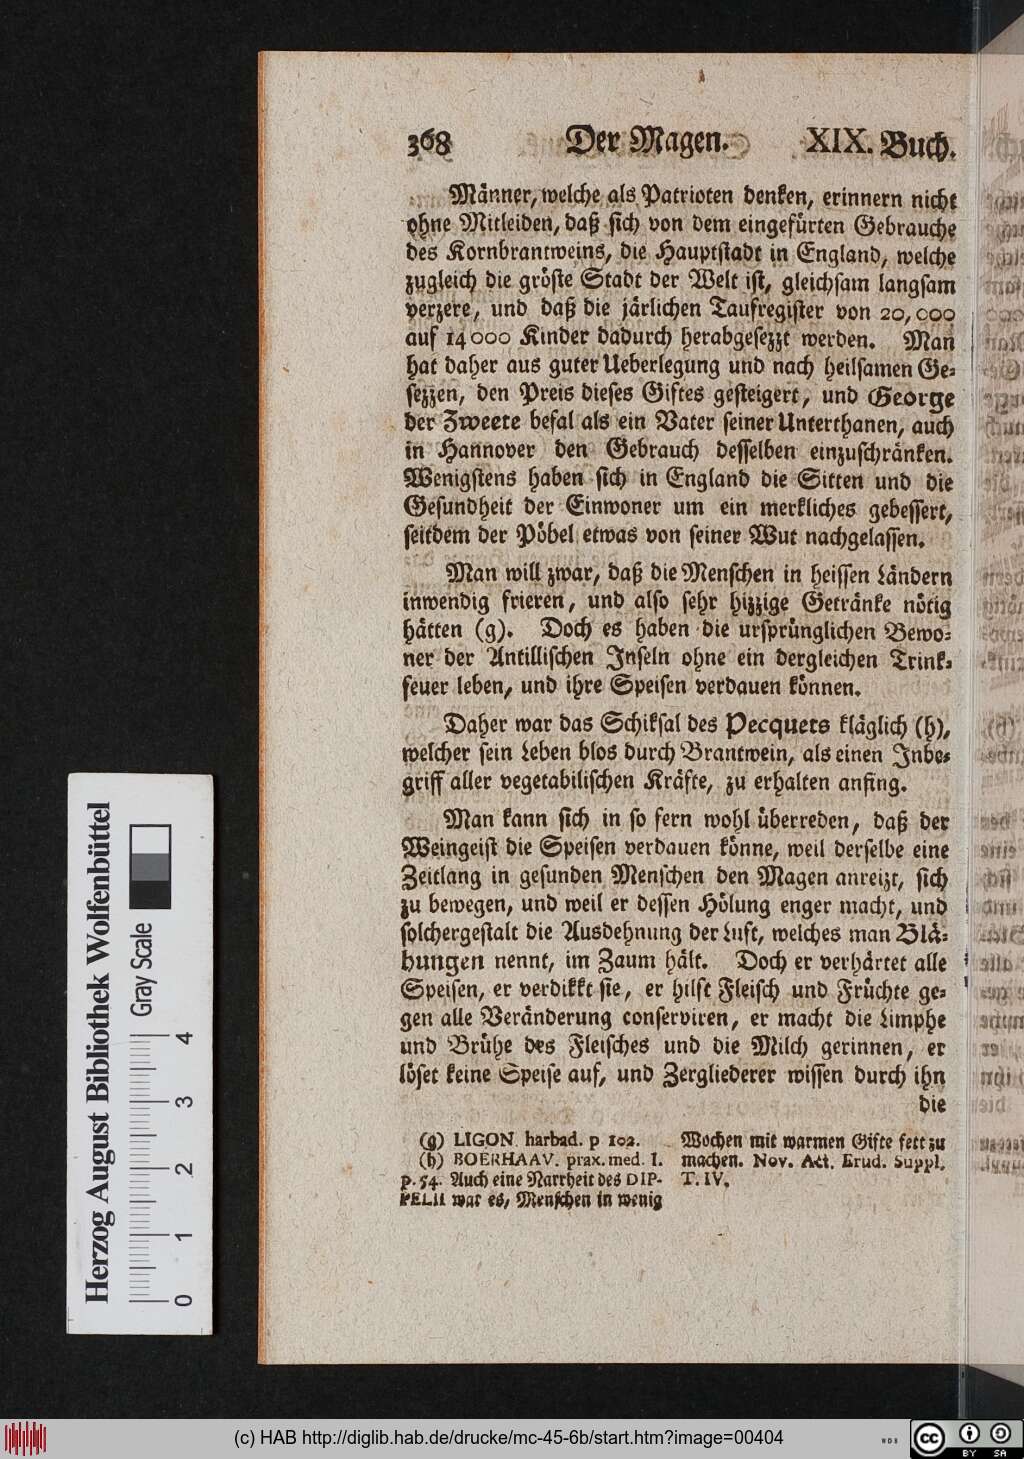 368 Der Magen. XIX. Buch.
Männer, welche als Patrioten denken, erinnern nicht
ohne Mitleiden, daß sich von dem eingefürten Gebrauche
des Kornbrantweins, die Hauptstadt in England, welche
zugleich die gröste Stadt der Welt ist, gleichsam langsam
verzere, und daß die järlichen Taufregister von 20,000
auf 14000 Kinder dadurch herabgesezzt werden. Man
hat daher aus guter Ueberlegung und nach heilsamen Ge-
sezzen, den Preis dieses Giftes gesteigert, und George
der Zweete befal als ein Vater seiner Unterthanen, auch
in Hannover den Gebrauch desselben einzuschränken.
Wenigstens haben sich in England die Sitten und die
Gesundheit der Einwoner um ein merkliches gebessert,
seitdem der Pöbel etwas von seiner Wut nachgelassen.
Man will zwar, daß die Menschen in heissen Ländern
inwendig frieren, und also sehr hizzige Getränke nötig
hätten (g). Doch es haben die ursprünglichen Bewo-
ner der Antillischen Inseln ohne ein dergleichen Trink-
feuer leben, und ihre Speisen verdauen können.
Daher war das Schiksal des Pecquets kläglich (h),
welcher sein Leben blos durch Brantwein, als einen Inbe-
griff aller vegetabilischen Kräfte, zu erhalten anfing.
Man kann sich in so fern wohl überreden, daß der
Weingeist die Speisen verdauen könne, weil derselbe eine
Zeitlang in gesunden Menschen den Magen anreizt, sich
zu bewegen, und weil er dessen Hölung enger macht, und
solchergestalt die Ausdehnung der Luft, welches man Blä-
hungen nennt, im Zaum hält. Doch er verhärtet alle
Speisen, er verdikkt sie, er hilft Fleisch und Früchte ge-
gen alle Veränderung conserviren, er macht die Limphe
und Brühe des Fleisches und die Milch gerinnen, er
löset keine Speise auf, und Zergliederer wissen durch ihn
die
(g) LIGON. harbad. p 102.
(h) BOERHAAV. prax. med. I.
p. 54. Auch eine Narrheit des DIP-
PELII war es, Menschen in wenig
Wochen mit warmen Gifte fett zu
machen. Nov. Act. Erud. Suppl.
T. IV.
Herzog August Bibliothek Wolfenbüttel
Gray Scale
0 1 2 3 4
(c) HAB http://diglib.hab.de/drucke/mc-45-6b/start.htm?image=00404
WDB
cc BY SA